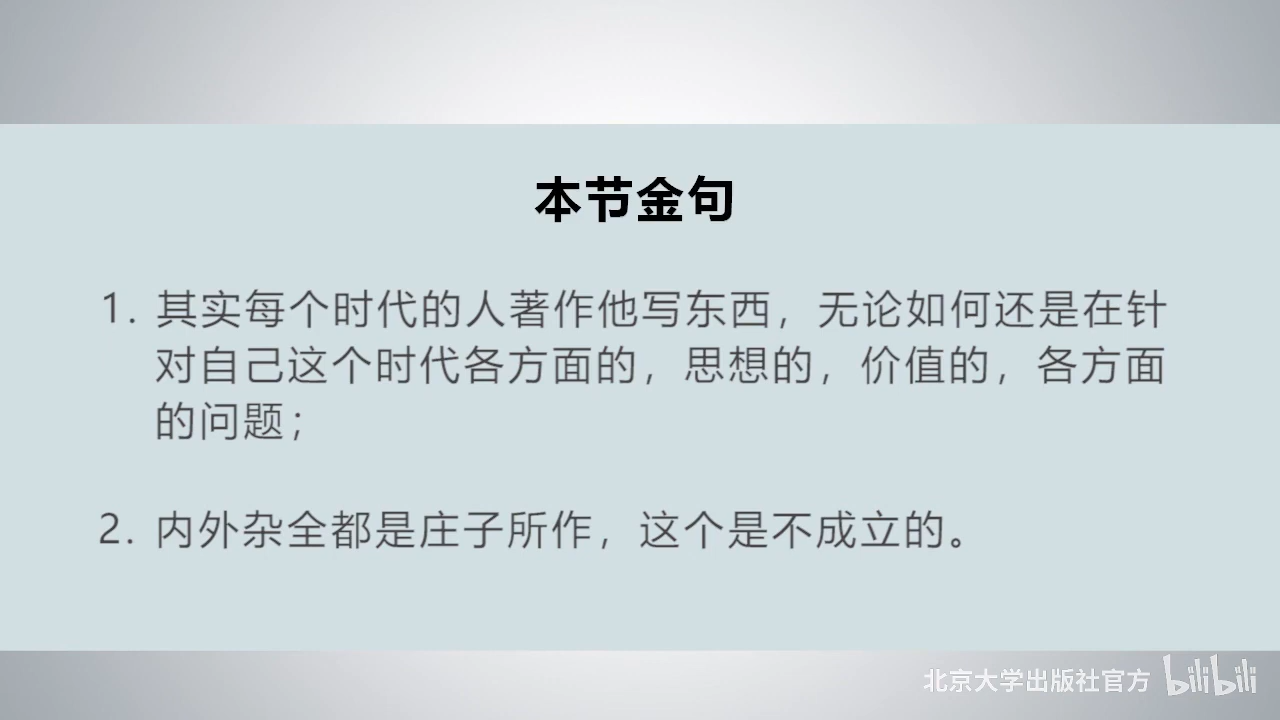 本节金句
1. 其实每个时代的人著作他写东西，无论如何还是在针
对自己这个时代各方面的，思想的，价值的，各方面
的问题；
2. 内外杂全都是庄子所作，这个是不成立的。
北京大学出版社官方 bilibili